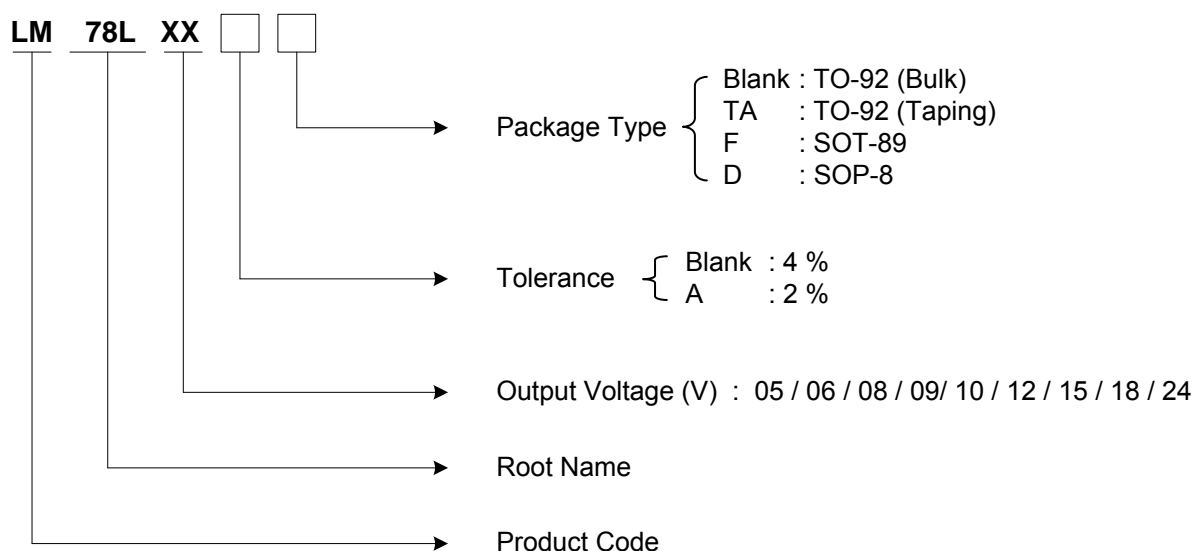 LM 78L XX
Package Type
Blank : TO-92 (Bulk)
TA : TO-92 (Taping)
F : SOT-89
D : SOP-8
Tolerance
Blank : 4 %
A : 2 %
Output Voltage (V) : 05 / 06 / 08 / 09/ 10 / 12 / 15 / 18 / 24
Root Name
Product Code